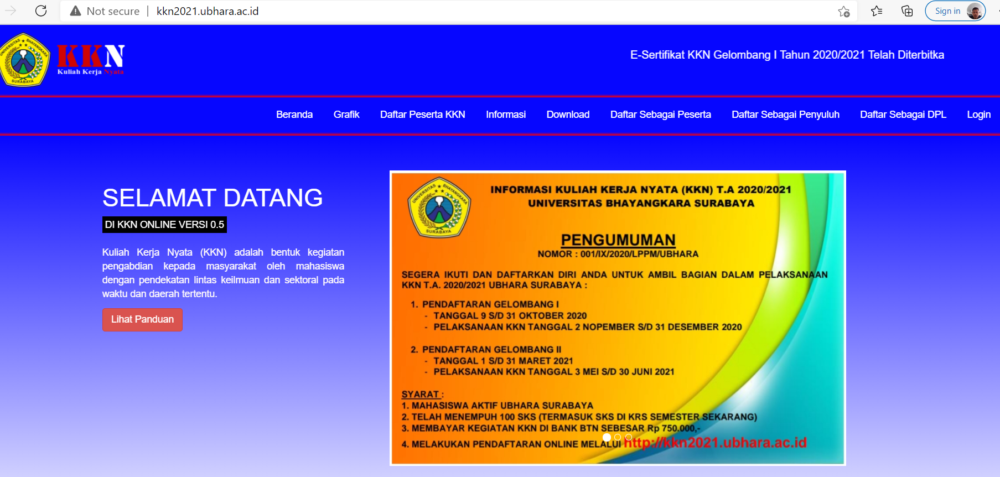 Not secure | kkn2021.ubhara.ac.id
Sign in
UNIVERSITAS BHAYANGKARA
SURABAYA
KKN
Kuliah Kerja Nyata
E-Sertifikat KKN Gelombang I Tahun 2020/2021 Telah Diterbitka
Beranda Grafik Daftar Peserta KKN Informasi Download Daftar Sebagai Peserta Daftar Sebagai Penyuluh Daftar Sebagai DPL Login
SELAMAT DATANG
DI KKN ONLINE VERSI 0.5
Kuliah Kerja Nyata (KKN) adalah bentuk kegiatan
pengabdian kepada masyarakat oleh mahasiswa
dengan pendekatan lintas keilmuan dan sektoral pada
waktu dan daerah tertentu.
Lihat Panduan
UNIVERSITAS BHAYANGKARA
SURABAYA
INFORMASI KULIAH KERJA NYATA (KKN) T.A 2020/2021
UNIVERSITAS BHAYANGKARA SURABAYA
PENGUMUMAN
NOMOR : 001/IX/2020/LPPM/UBHARA
SEGERA IKUTI DAN DAFTARKAN DIRI ANDA UNTUK AMBIL BAGIAN DALAM PELAKSANAAN
KKN T.A. 2020/2021 UBHARA SURABAYA :
1. PENDAFTARAN GELOMBANG I
- TANGGAL 9 S/D 31 OKTOBER 2020
- PELAKSANAAN KKN TANGGAL 2 NOPEMBER S/D 31 DESEMBER 2020
2. PENDAFTARAN GELOMBANG II
- TANGGAL 1 S/D 31 MARET 2021
- PELAKSANAAN KKN TANGGAL 3 MEI S/D 30 JUNI 2021
SYARAT :
1. MAHASISWA AKTIF UBHARA SURABAYA
2. TELAH MENEMPUH 100 SKS (TERMASUK SKS DI KRS SEMESTER SEKARANG)
3. MEMBAYAR KEGIATAN KKN DI BANK BTN SEBESAR Rp 750.000,-
4. MELAKUKAN PENDAFTARAN ONLINE MELALUI http://kkn2021.ubhara.ac.id